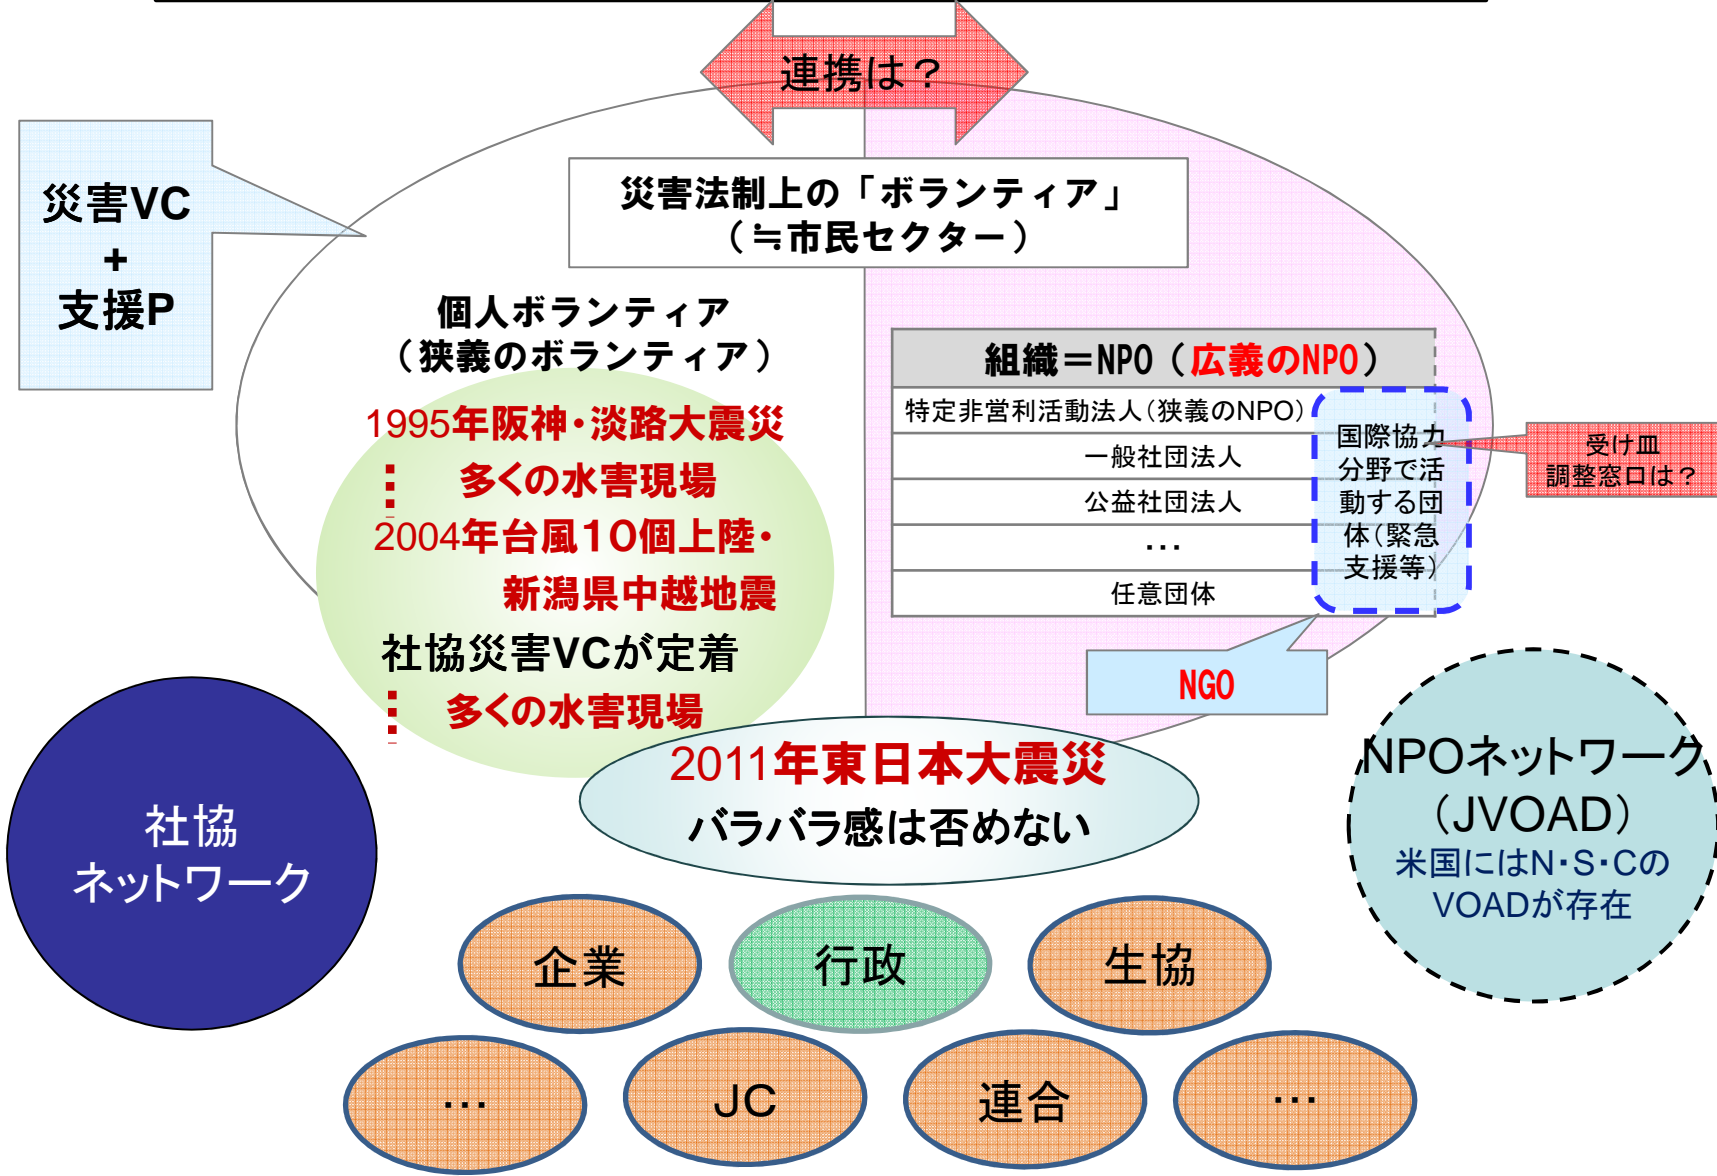 連携は？
災害VC
+
支援P
災害法制上の「ボランティア」
（≒市民セクター）
個人ボランティア
（狭義のボランティア）
1995年阪神・淡路大震災
多くの水害現場
2004年台風１０個上陸・
新潟県中越地震
社協災害VCが定着
多くの水害現場
組織＝NPO（広義のNPO）
特定非営利活動法人（狭義のNPO）
一般社団法人
公益社団法人
…
任意団体
国際協力
分野で活
動する団
体（緊急
支援等）
受け皿
調整窓口は？
NGO
2011年東日本大震災
バラバラ感は否めない
社協
ネットワーク
NPOネットワーク
（JVOAD）
米国にはN・S・Cの
VOADが存在
企業
行政
生協
…
JC
連合
…